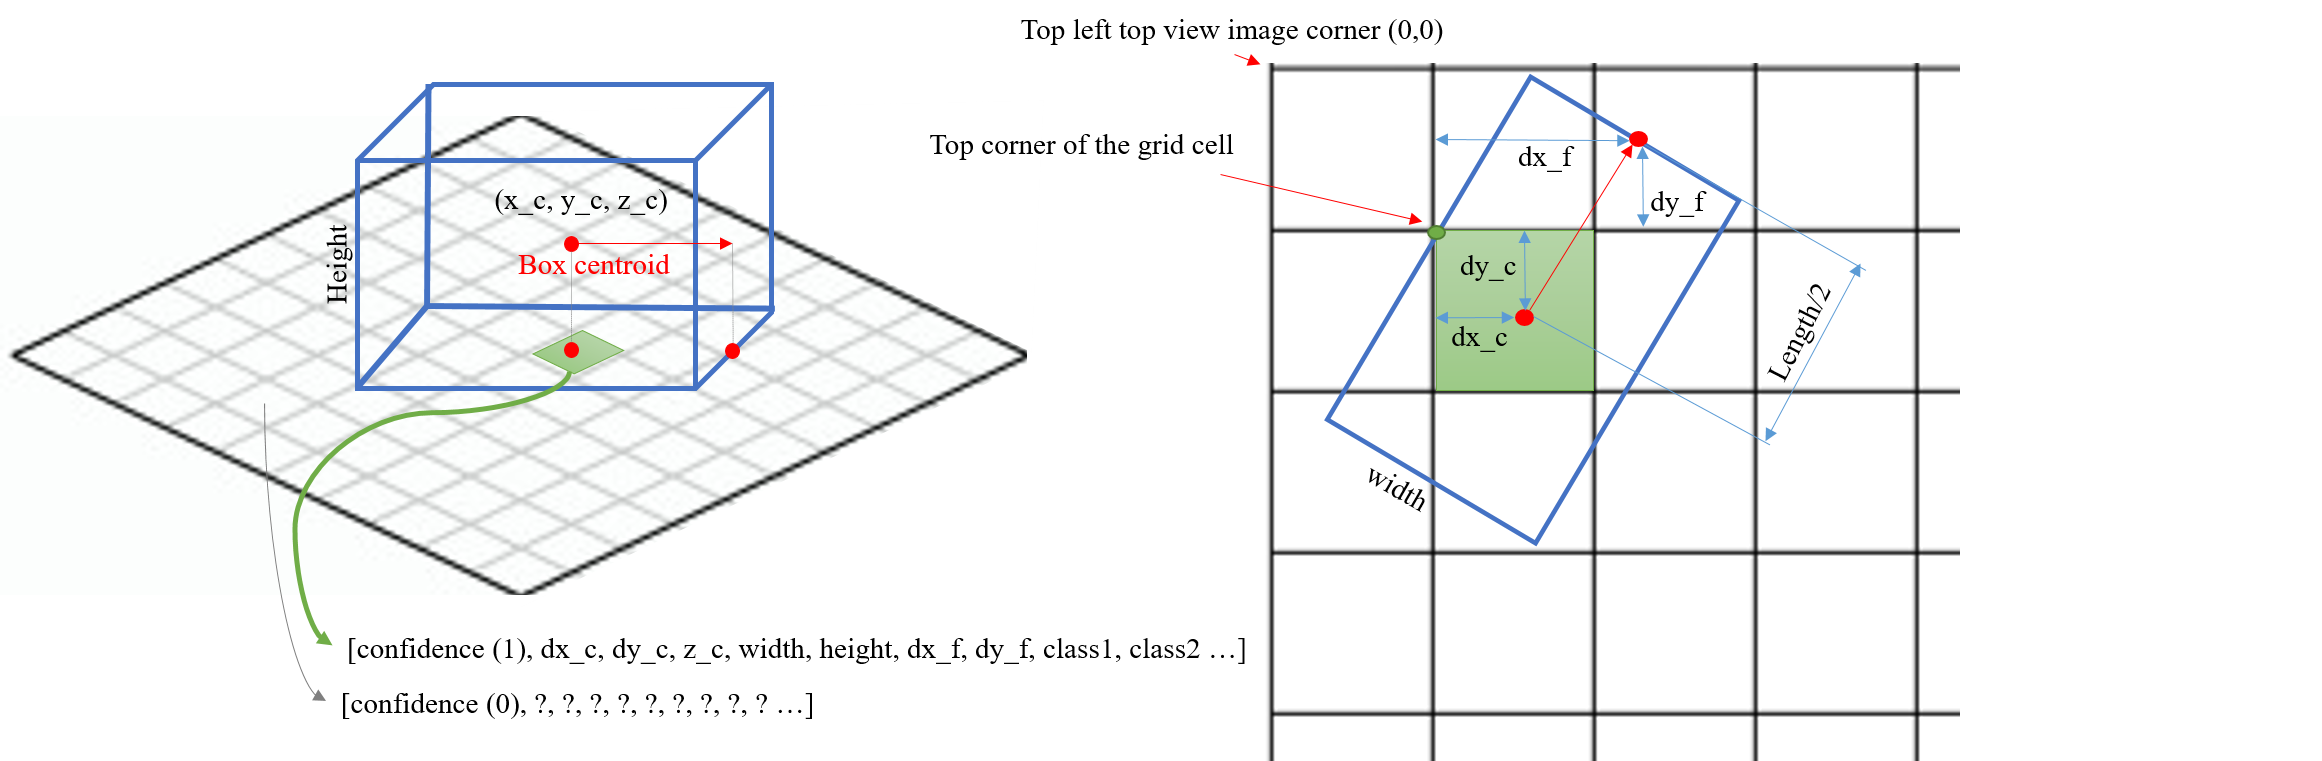 Top left top view image corner (0,0)
Top corner of the grid cell
(x_c, y_c, z_c)
Box centroid
Height
dx_f
dy_f
dy_c
dx_c
Length/2
width
[confidence (1), dx_c, dy_c, z_c, width, height, dx_f, dy_f, class1, class2 …]
[confidence (0), ?, ?, ?, ?, ?, ?, ?, ?, ? …]